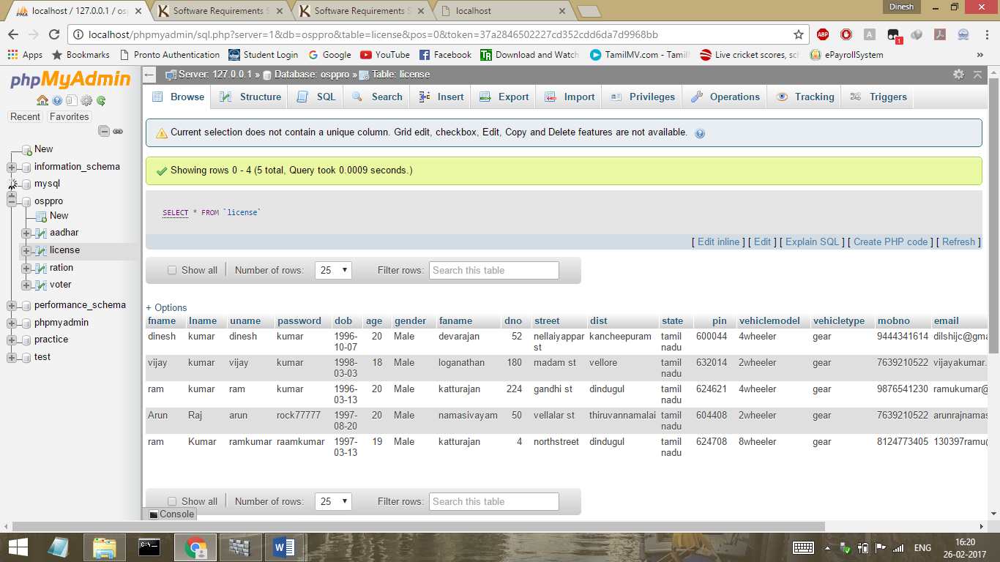 localhost / 127.0.0.1 / osp
Software Requirements S
Software Requirements S
localhost
Dinesh
localhost/phpmyadmin/sql.php?server=1&db=osppro&table=license&pos=0&token=37a2846502227cd352cdd6da7d9968bb
Apps Bookmarks Pronto Authentication Student Login Google YouTube Facebook Download and Watch TamilMV.com - Tamil Live cricket scores, sc ePayrollSystem »
phpMyAdmin
Recent Favorites
New
information_schema
mysql
osppro
New
aadhar
license
ration
voter
performance_schema
phpmyadmin
practice
test
Server: 127.0.0.1 » Database: osppro » Table: license
Browse Structure SQL Search Insert Export Import Privileges Operations Tracking Triggers
Current selection does not contain a unique column. Grid edit, checkbox, Edit, Copy and Delete features are not available.
Showing rows 0 - 4 (5 total, Query took 0.0009 seconds.)
SELECT * FROM `license`
[ Edit inline ] [ Edit ] [ Explain SQL ] [ Create PHP code ] [ Refresh ]
Show all Number of rows: 25 Filter rows: Search this table
+ Options
fname lname uname password dob age gender faname dno street dist state pin vehiclemodel vehicletype mobno email
dinesh kumar dinesh kumar 1996- 20 Male devarajan 52 nellaiyappar kancheepuram tamil 600044 4wheeler gear 9444341614 dilshijc@gma
10-07 st nadu
vijay kumar vijay kumar 1998- 18 Male loganathan 180 madam st vellore tamil 632014 2wheeler gear 7639210522 vijayakumar.
03-03 nadu
ram kumar ram kumar 1996- 20 Male katturajan 224 gandhi st dindugul tamil 624621 4wheeler gear 9876541230 ramukumar@
03-13 nadu
Arun Raj arun rock77777 1997- 20 Male namasivayam 50 vellalar st thiruvannamalai tamil 604408 2wheeler gear 7639210522 arunrajnamas
08-20 nadu
ram Kumar ramkumar raamkumar 1997- 19 Male katturajan 4 northstreet dindugul tamil 624708 8wheeler gear 8124773405 130397ramu@
03-13 nadu
Show all Number of rows: 25 Filter rows: Search this table
Console
ENG
16:20
26-02-2017